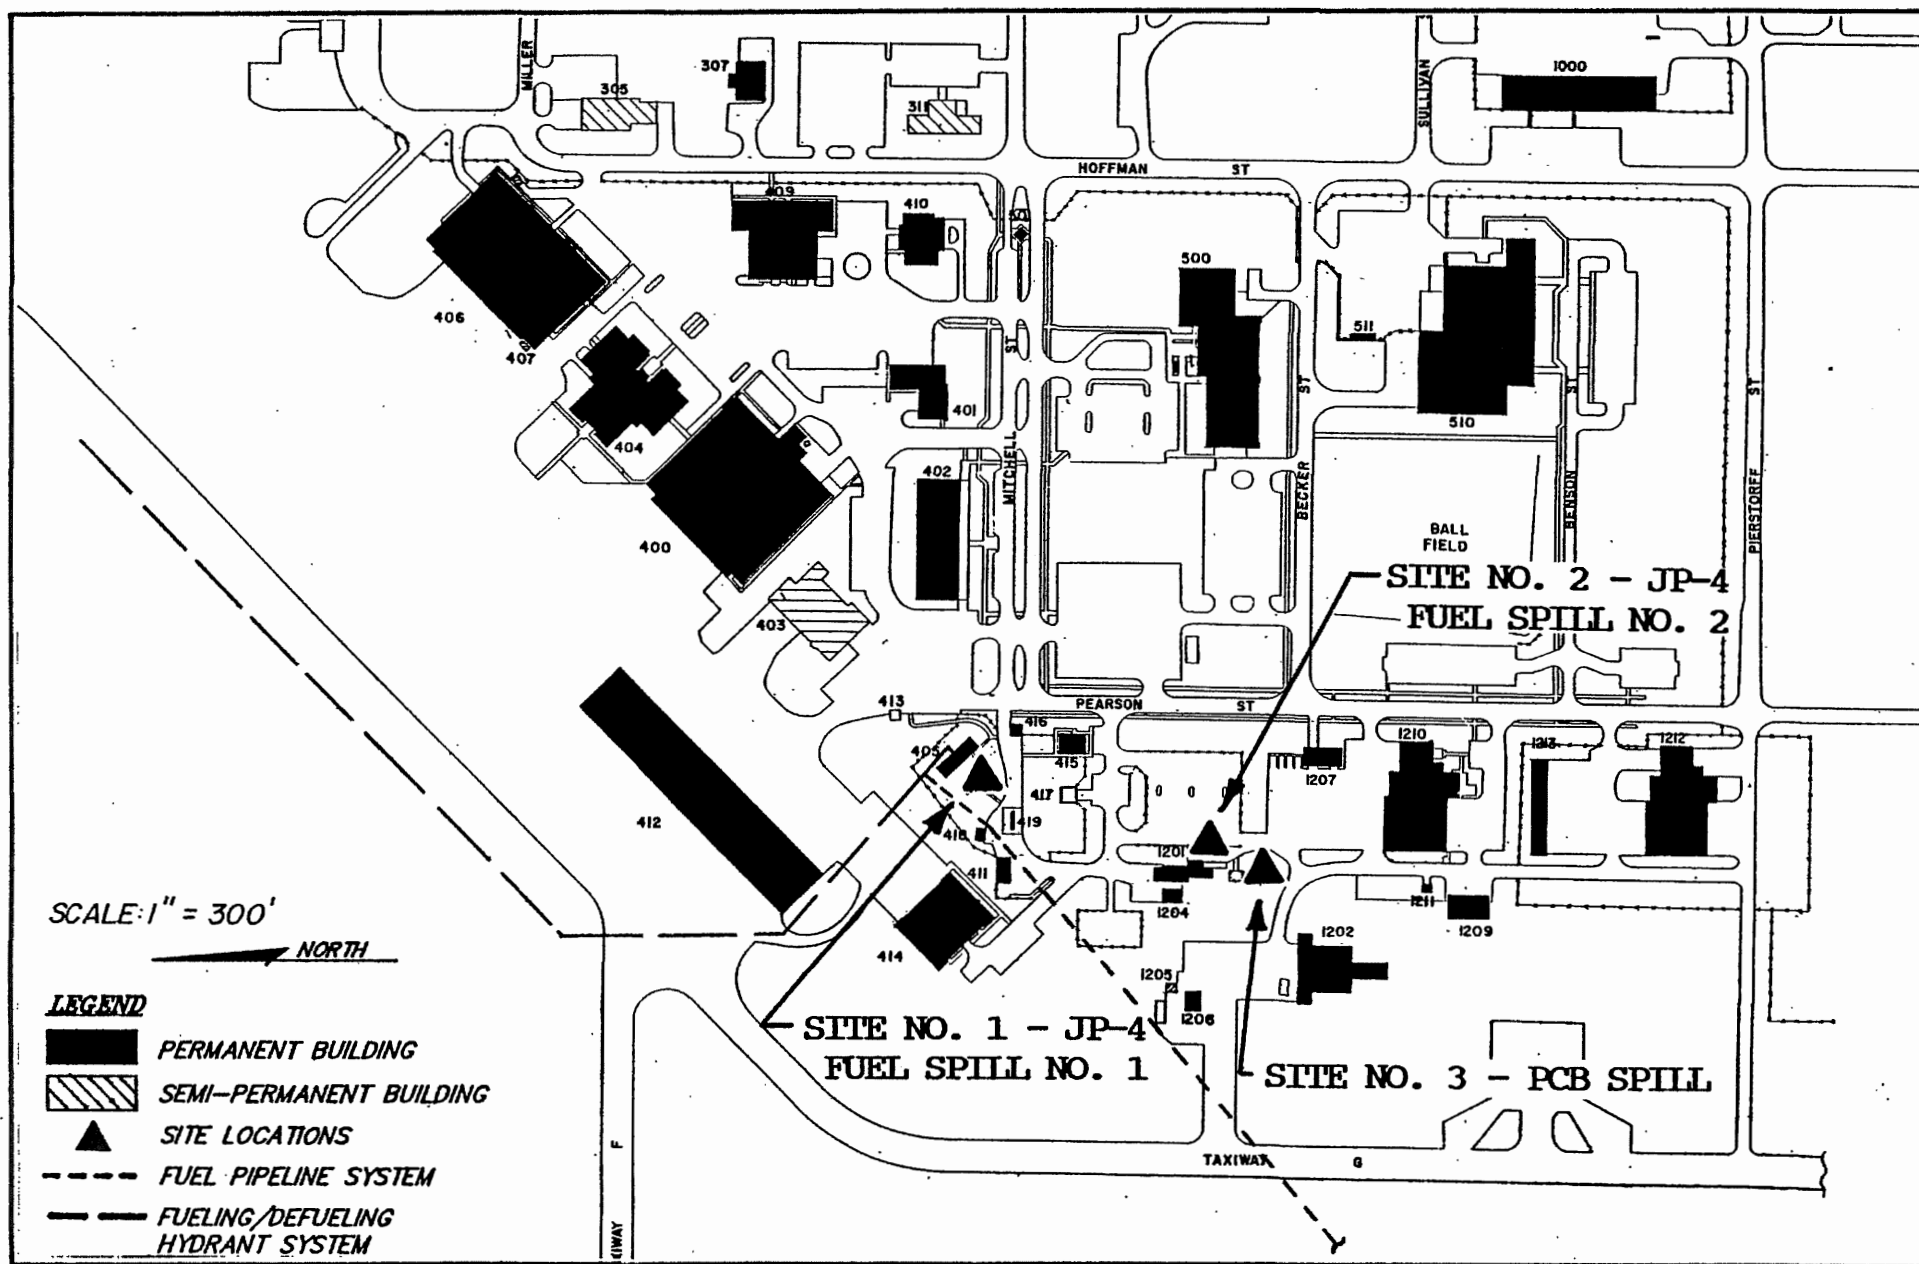 MILLER
305
307
311
SULLIVAN
1000
HOFFMAN ST
409
410
500
511
510
406
407
404
401
402
400
403
ST
MITCHELL
ST
BECKER
ST
BENSON
ST
PIERSTORFF
BALL
FIELD
SITE NO. 2 - JP-4
FUEL SPILL NO. 2
PEARSON ST
413
416
405
415
417
419
418
411
412
414
1207
1210
1213
1212
1201
1204
1211
1209
1202
1205
1206
SITE NO. 1 - JP-4
FUEL SPILL NO. 1
SITE NO. 3 - PCB SPILL
TAXIWAY G
F
SCALE: 1" = 300'
NORTH
LEGEND
PERMANENT BUILDING
SEMI-PERMANENT BUILDING
SITE LOCATIONS
FUEL PIPELINE SYSTEM
FUELING/DEFUELING
HYDRANT SYSTEM